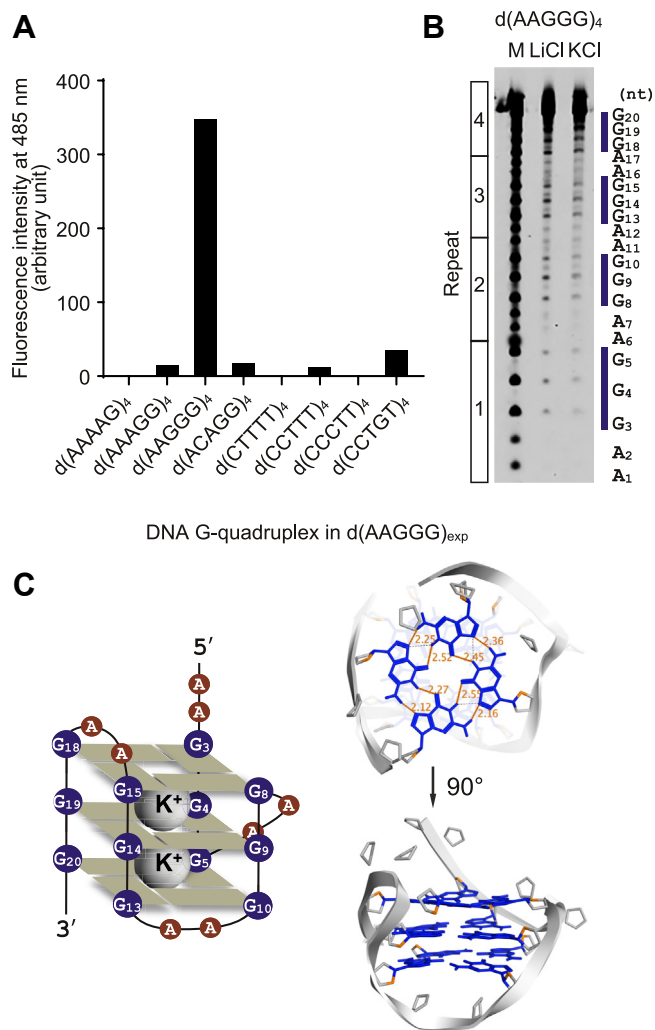 A
Fluorescence intensity at 485 nm
(arbitrary unit)
400
300
200
100
0
d(AAAAG)4
d(AAAGG)4
d(AAGGG)4
d(ACAGG)4
d(CTTTT)4
d(CCTTT)4
d(CCCTT)4
d(CCTGT)4
B
d(AAGGG)4
M LiCl KCl
(nt)
Repeat
4
3
2
1
G20
G19
G18
A17
A16
G15
G14
G13
A12
A11
G10
G9
G8
A7
A6
G5
G4
G3
A2
A1
DNA G-quadruplex in d(AAGGG)exp
C
5′
A
A
A
A
G18
G3
G15
K+
G4
G8
A
G19
A
G14
G9
K+
G5
G20
G13
G10
A
A
3′
2.25
2.36
2.52
2.45
2.27
2.12
2.16
90°